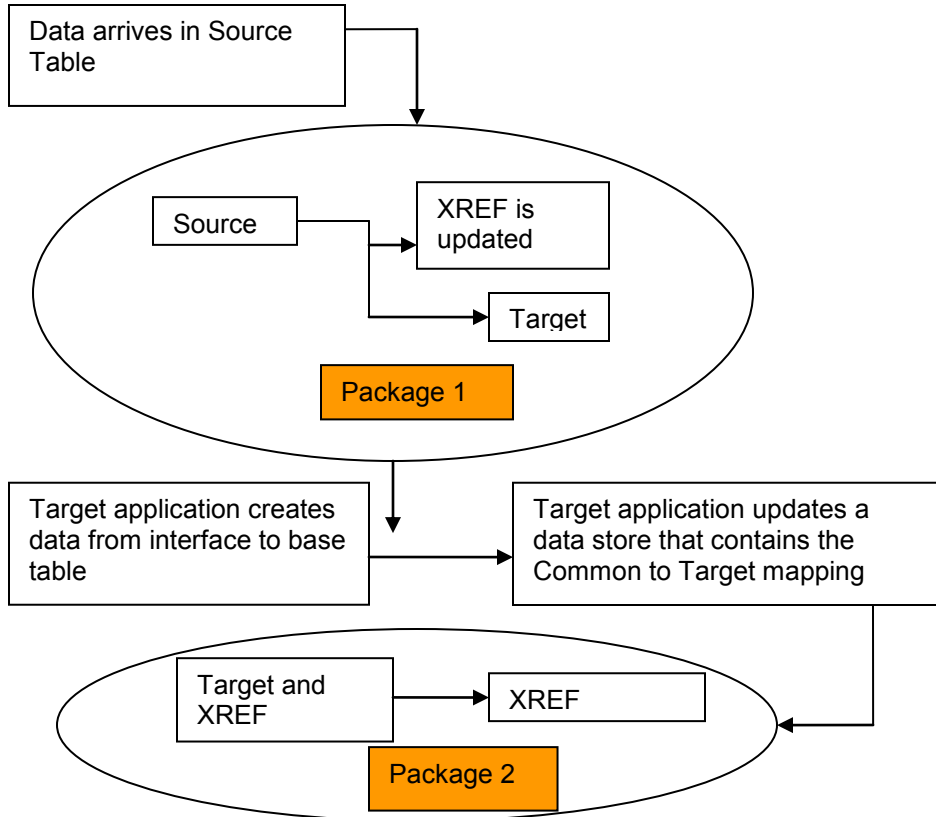 Data arrives in Source
Table
Source
XREF is
updated
Target
Package 1
Target application creates
data from interface to base
table
Target application updates a
data store that contains the
Common to Target mapping
Target and
XREF
XREF
Package 2